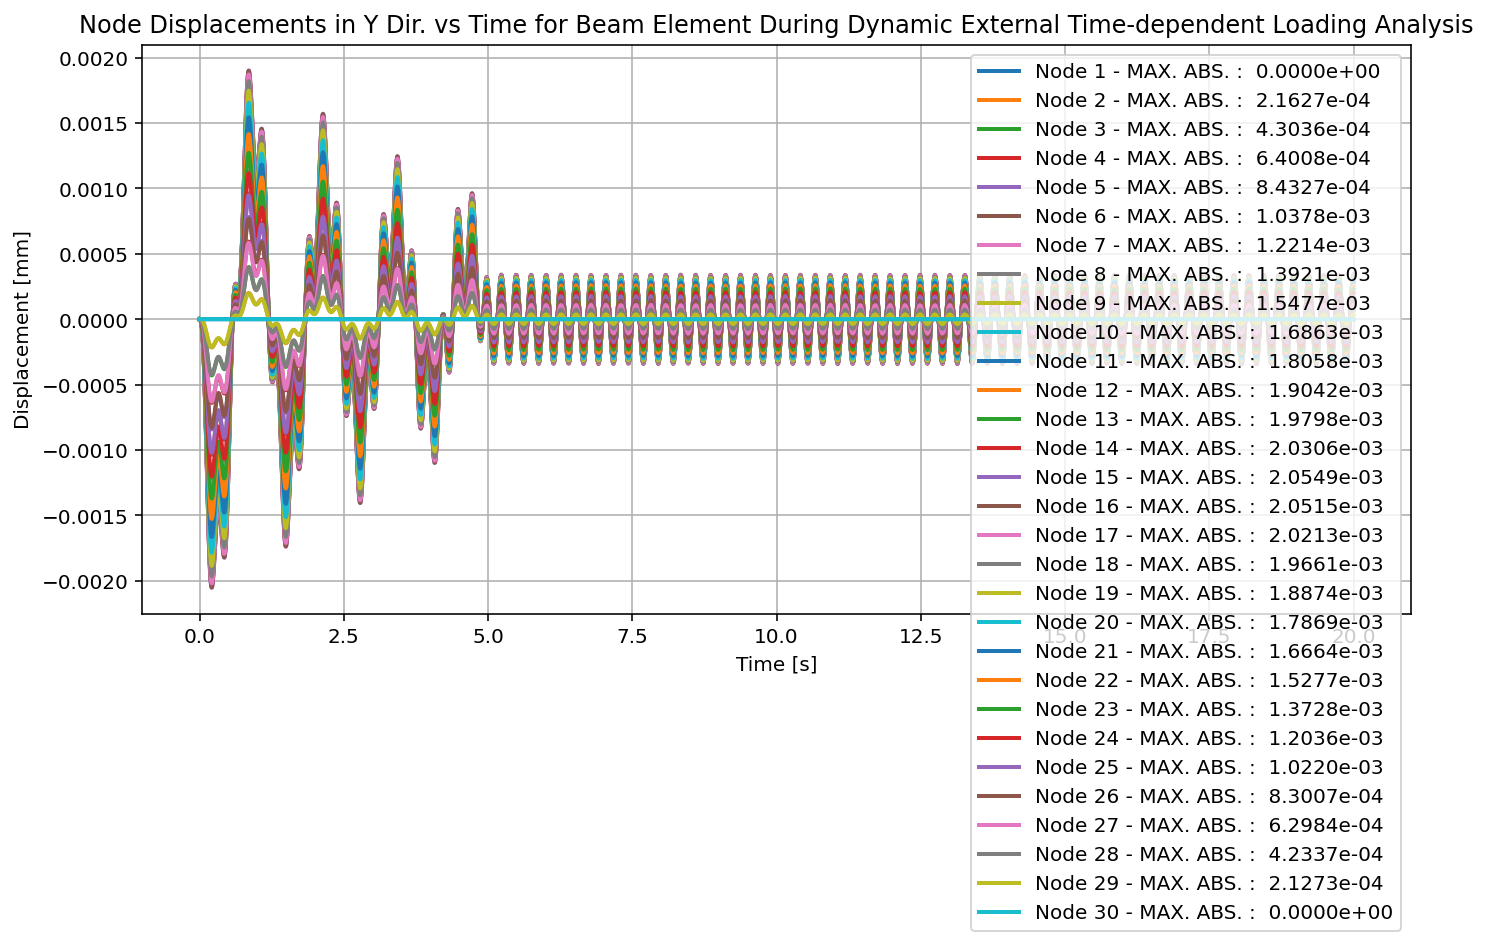 Node Displacements in Y Dir. vs Time for Beam Element During Dynamic External Time-dependent Loading Analysis
Displacement [mm]
0.0020
0.0015
0.0010
0.0005
0.0000
−0.0005
−0.0010
−0.0015
−0.0020
0.0
2.5
5.0
7.5
10.0
12.5
15.0
17.5
20.0
Time [s]
Node 1 - MAX. ABS. : 0.0000e+00
Node 2 - MAX. ABS. : 2.1627e-04
Node 3 - MAX. ABS. : 4.3036e-04
Node 4 - MAX. ABS. : 6.4008e-04
Node 5 - MAX. ABS. : 8.4327e-04
Node 6 - MAX. ABS. : 1.0378e-03
Node 7 - MAX. ABS. : 1.2214e-03
Node 8 - MAX. ABS. : 1.3921e-03
Node 9 - MAX. ABS. : 1.5477e-03
Node 10 - MAX. ABS. : 1.6863e-03
Node 11 - MAX. ABS. : 1.8058e-03
Node 12 - MAX. ABS. : 1.9042e-03
Node 13 - MAX. ABS. : 1.9798e-03
Node 14 - MAX. ABS. : 2.0306e-03
Node 15 - MAX. ABS. : 2.0549e-03
Node 16 - MAX. ABS. : 2.0515e-03
Node 17 - MAX. ABS. : 2.0213e-03
Node 18 - MAX. ABS. : 1.9661e-03
Node 19 - MAX. ABS. : 1.8874e-03
Node 20 - MAX. ABS. : 1.7869e-03
Node 21 - MAX. ABS. : 1.6664e-03
Node 22 - MAX. ABS. : 1.5277e-03
Node 23 - MAX. ABS. : 1.3728e-03
Node 24 - MAX. ABS. : 1.2036e-03
Node 25 - MAX. ABS. : 1.0220e-03
Node 26 - MAX. ABS. : 8.3007e-04
Node 27 - MAX. ABS. : 6.2984e-04
Node 28 - MAX. ABS. : 4.2337e-04
Node 29 - MAX. ABS. : 2.1273e-04
Node 30 - MAX. ABS. : 0.0000e+00